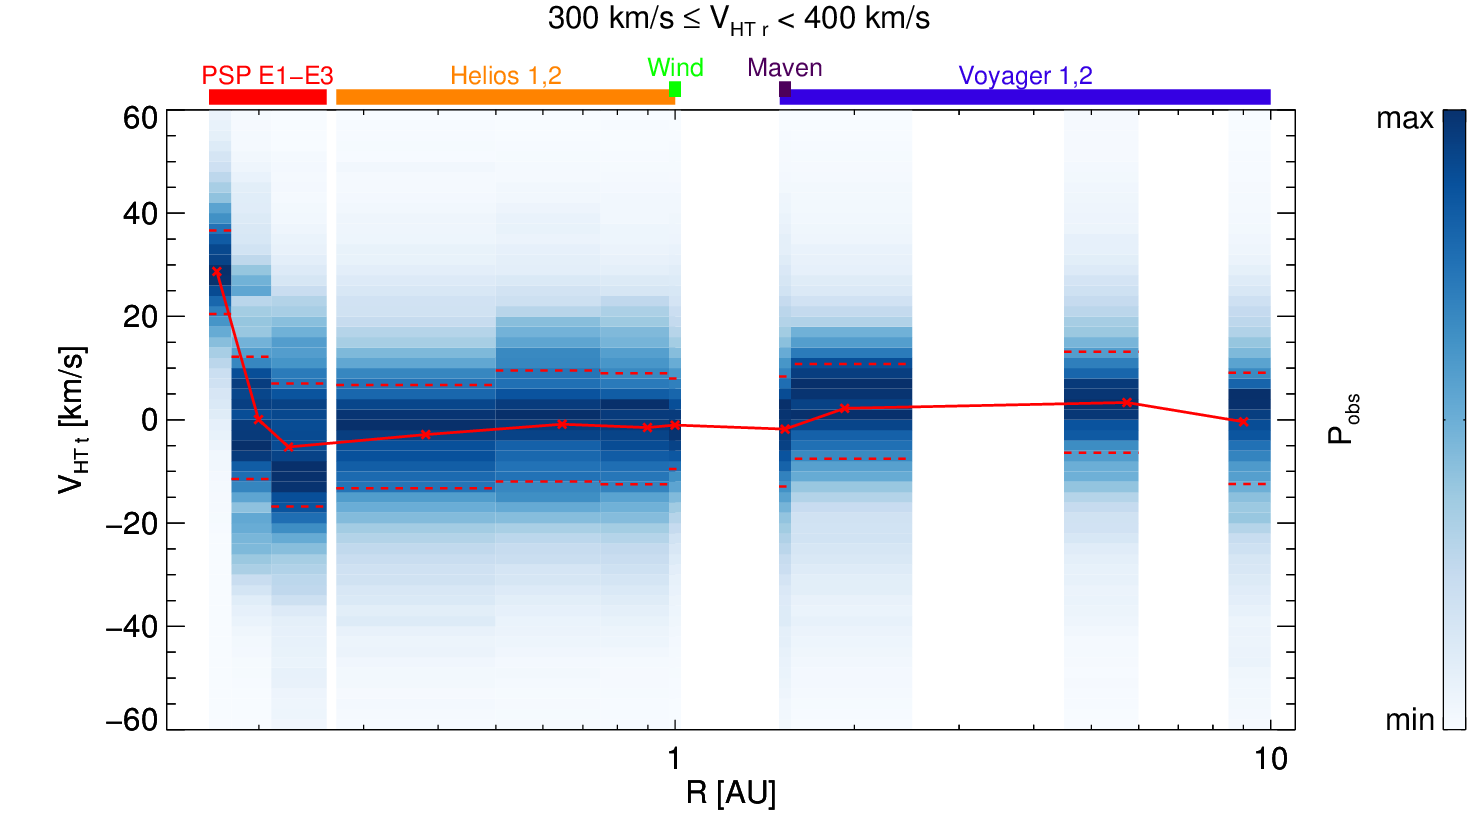 300 km/s ≤ V_HT r < 400 km/s
Wind
Maven
PSP E1−E3
Helios 1,2
Voyager 1,2
60
40
20
0
−20
−40
−60
V_HT t [km/s]
1
10
R [AU]
max
P_obs
min